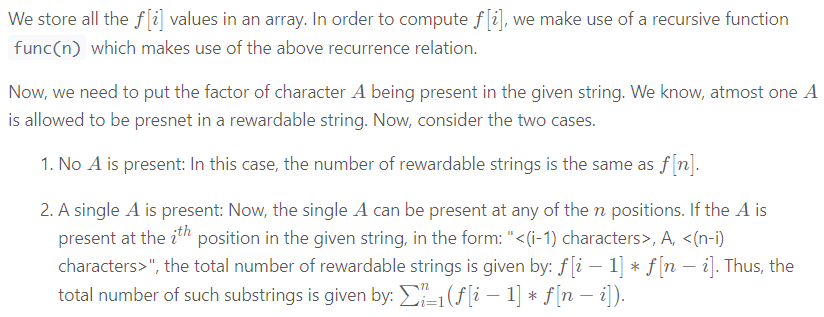 We store all the f[i] values in an array. In order to compute f[i], we make use of a recursive function
func(n) which makes use of the above recurrence relation.
Now, we need to put the factor of character A being present in the given string. We know, atmost one A
is allowed to be presnet in a rewardable string. Now, consider the two cases.
1. No A is present: In this case, the number of rewardable strings is the same as f[n].
2. A single A is present: Now, the single A can be present at any of the n positions. If the A is
present at the i^{th} position in the given string, in the form: "<(i-1) characters>, A, <(n-i)
characters>", the total number of rewardable strings is given by: f[i − 1] ∗ f[n − i]. Thus, the
total number of such substrings is given by: ∑_{i=1}^{n}(f[i − 1] ∗ f[n − i]).